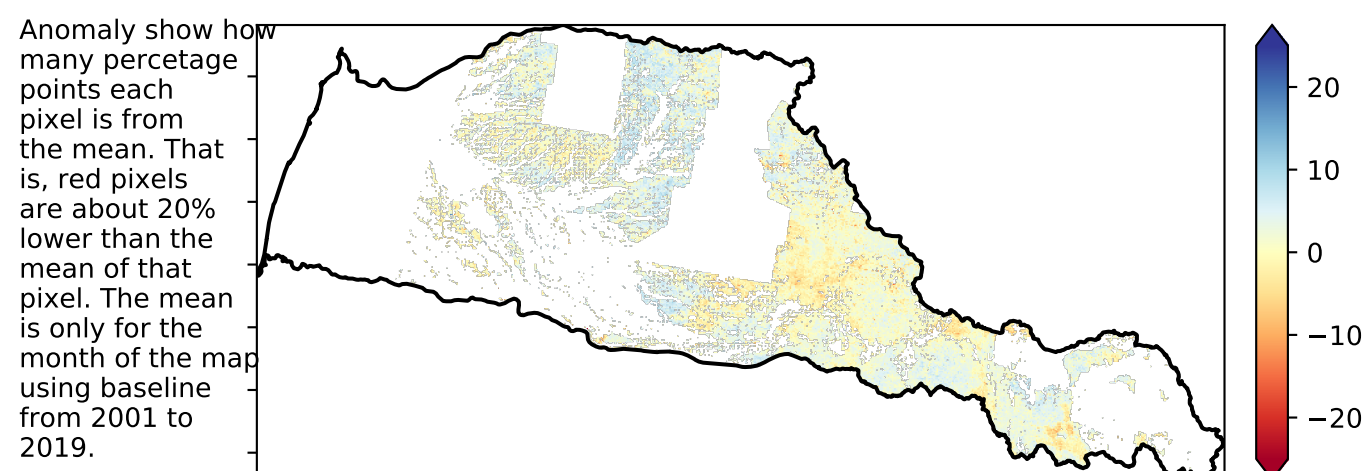 Anomaly show how
many percetage
points each
pixel is from
the mean. That
is, red pixels
are about 20%
lower than the
mean of that
pixel. The mean
is only for the
month of the map
using baseline
from 2001 to
2019.
20
10
0
−10
−20